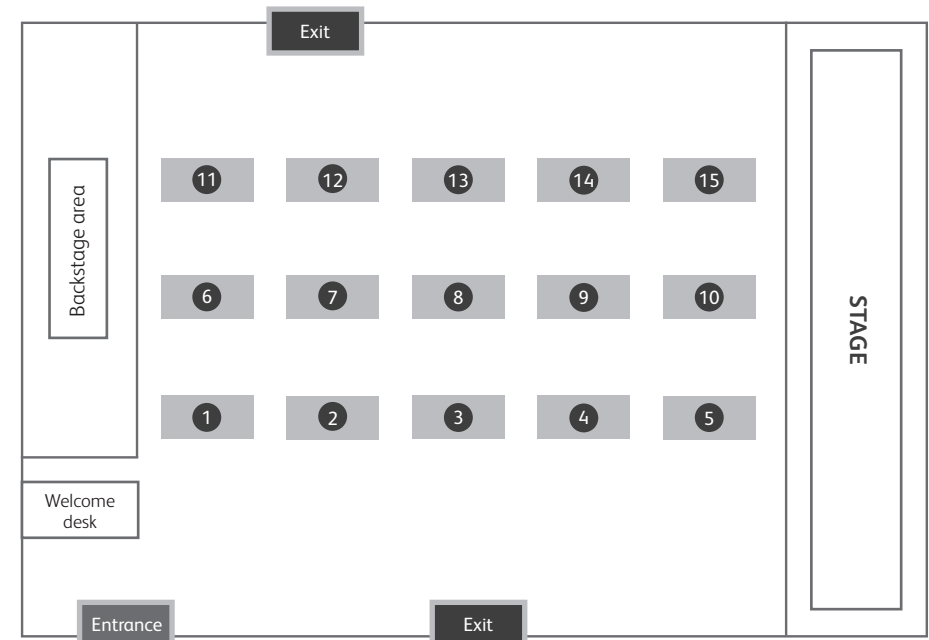 Exit
11 12 13 14 15
Backstage area
6 7 8 9 10
STAGE
1 2 3 4 5
Welcome
desk
Entrance
Exit